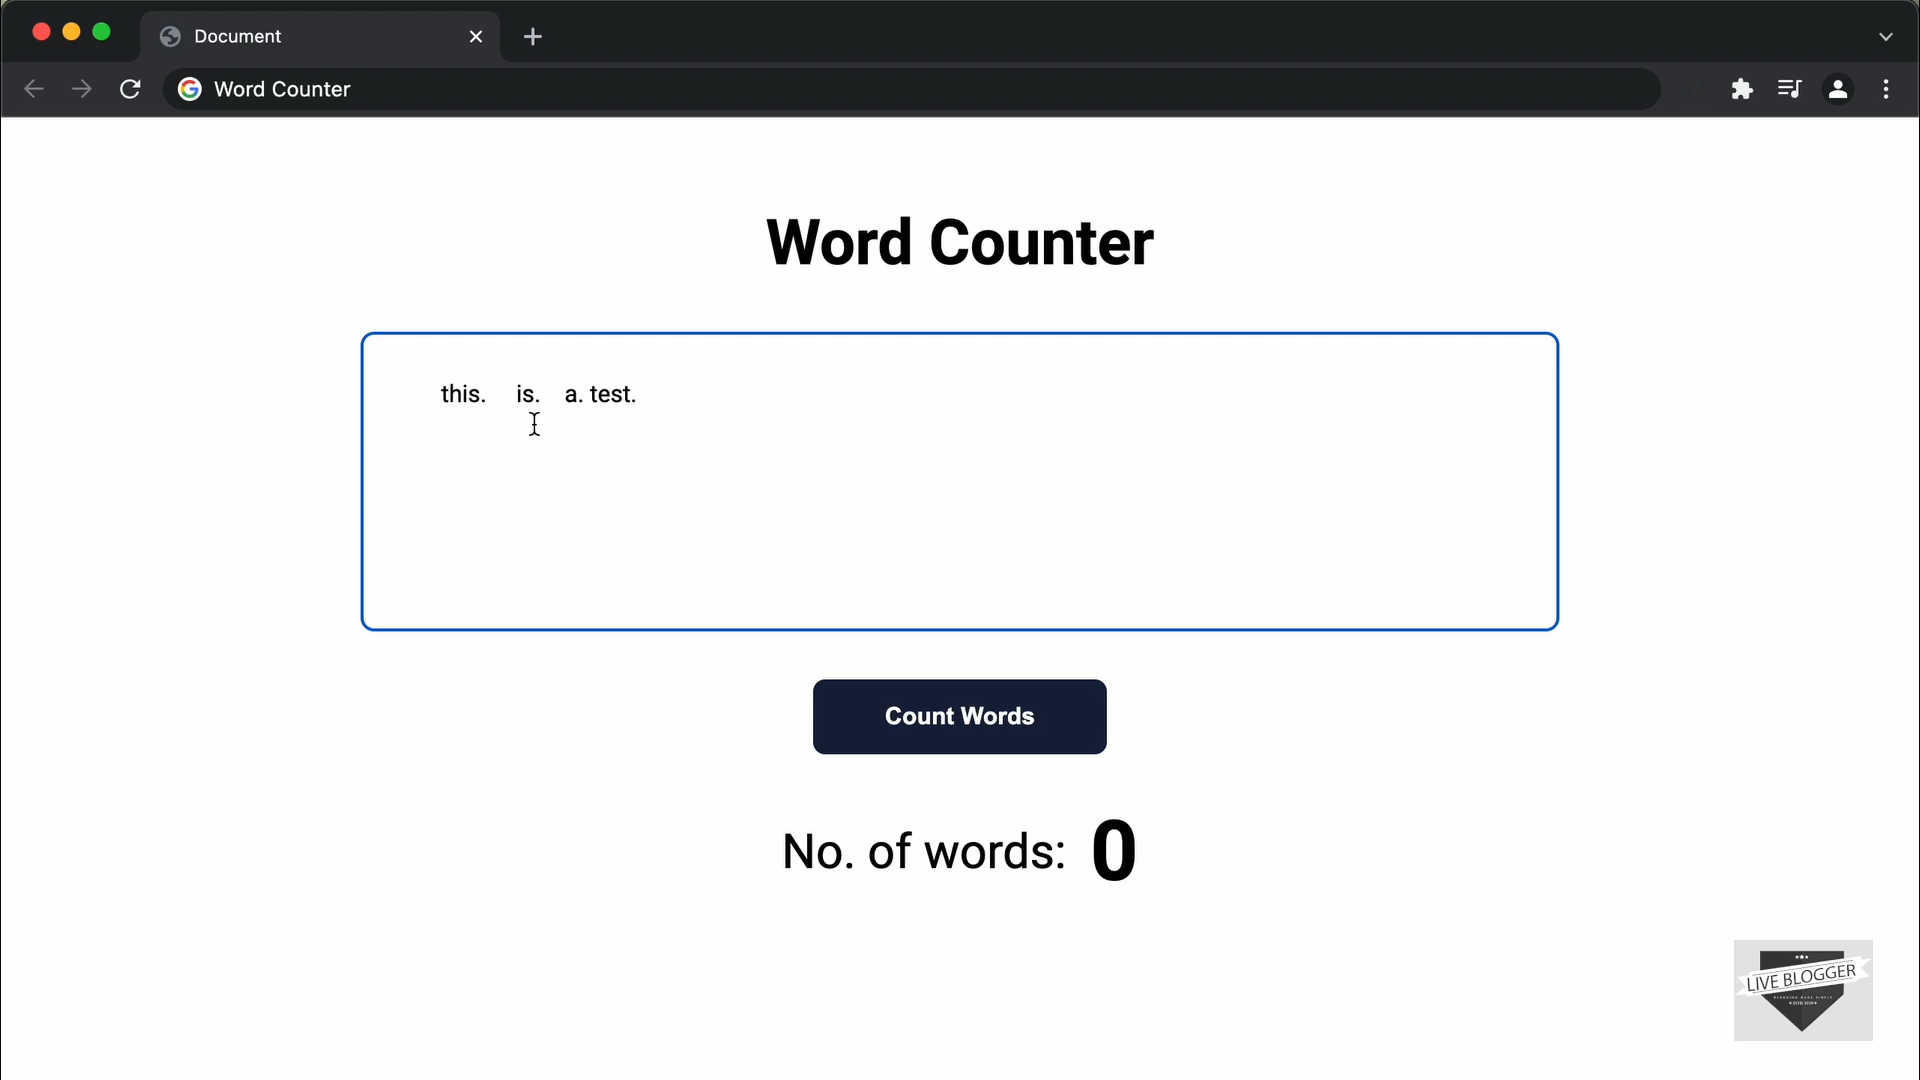 Document
Word Counter
Word Counter
this. is. a. test.
Count Words
No. of words: 0
LIVE BLOGGER